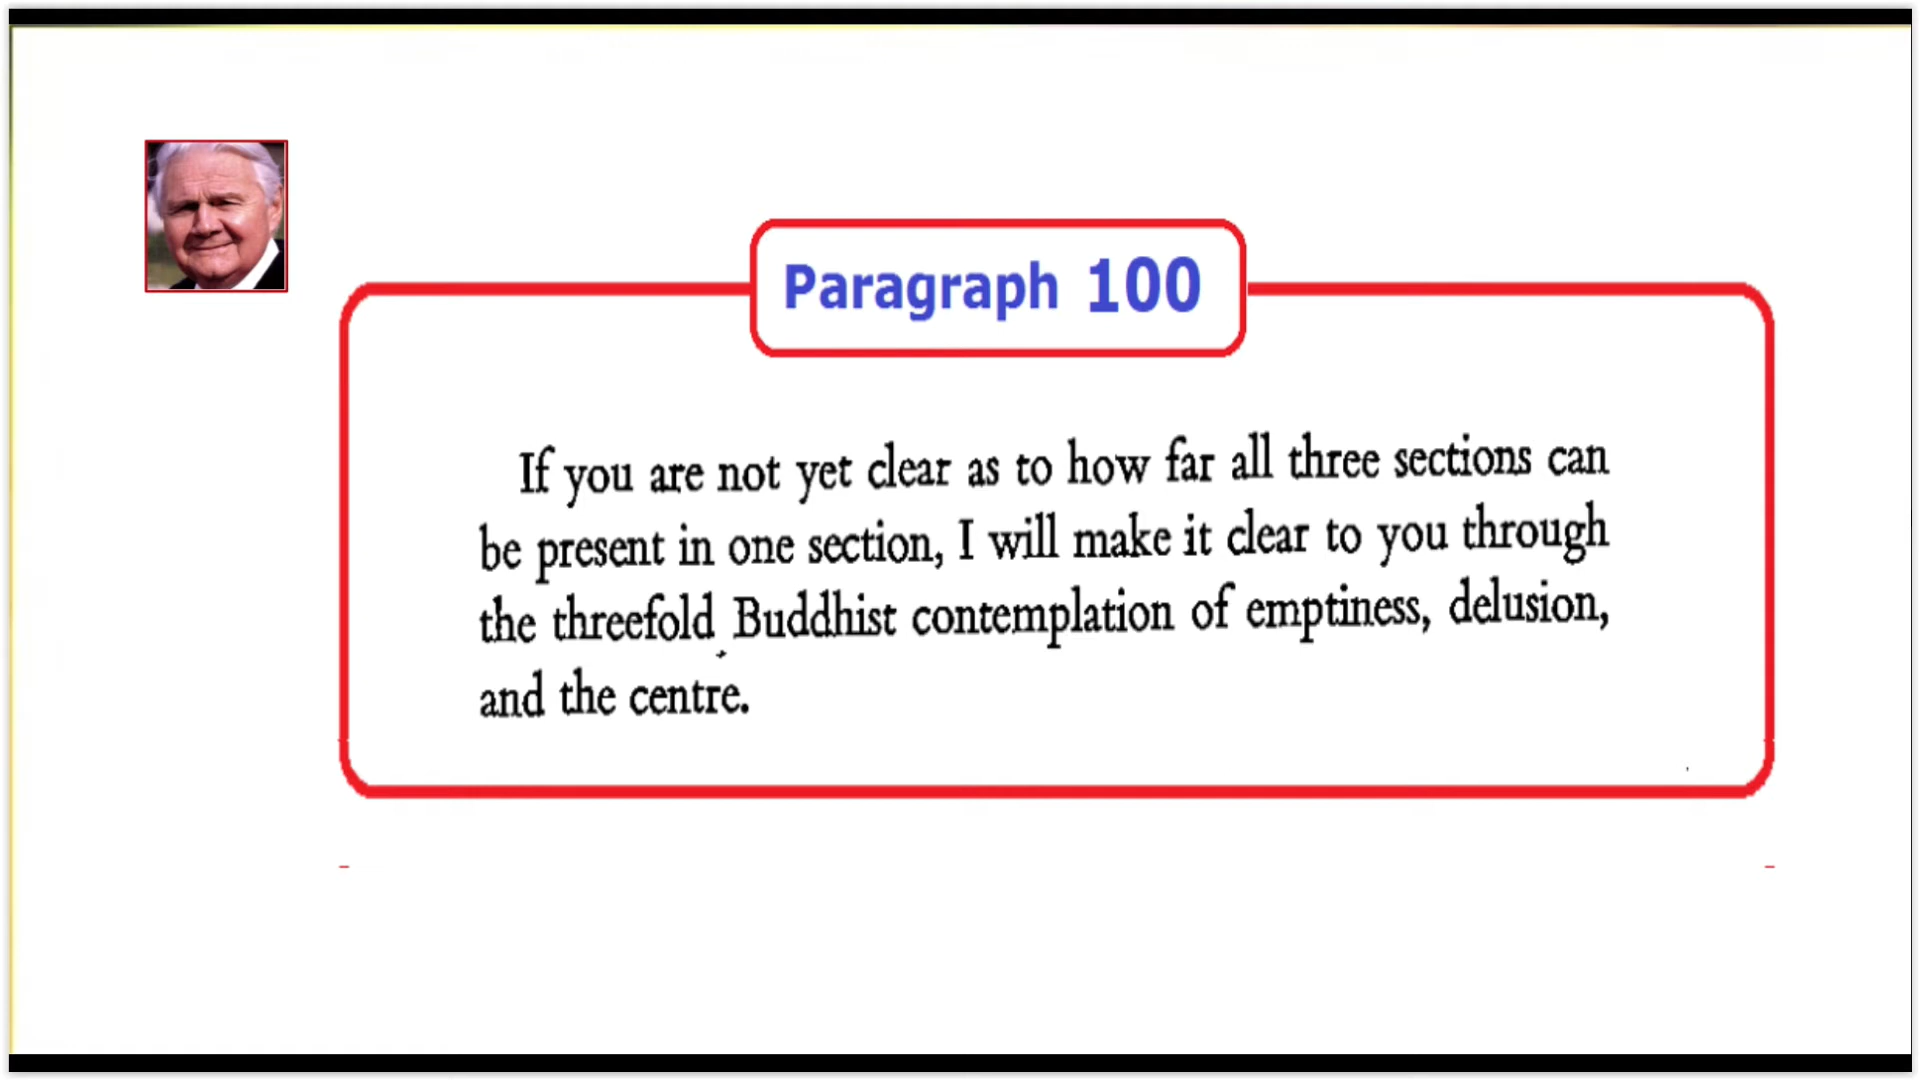 Paragraph 100
If you are not yet clear as to how far all three sections can
be present in one section, I will make it clear to you through
the threefold Buddhist contemplation of emptiness, delusion,
and the centre.